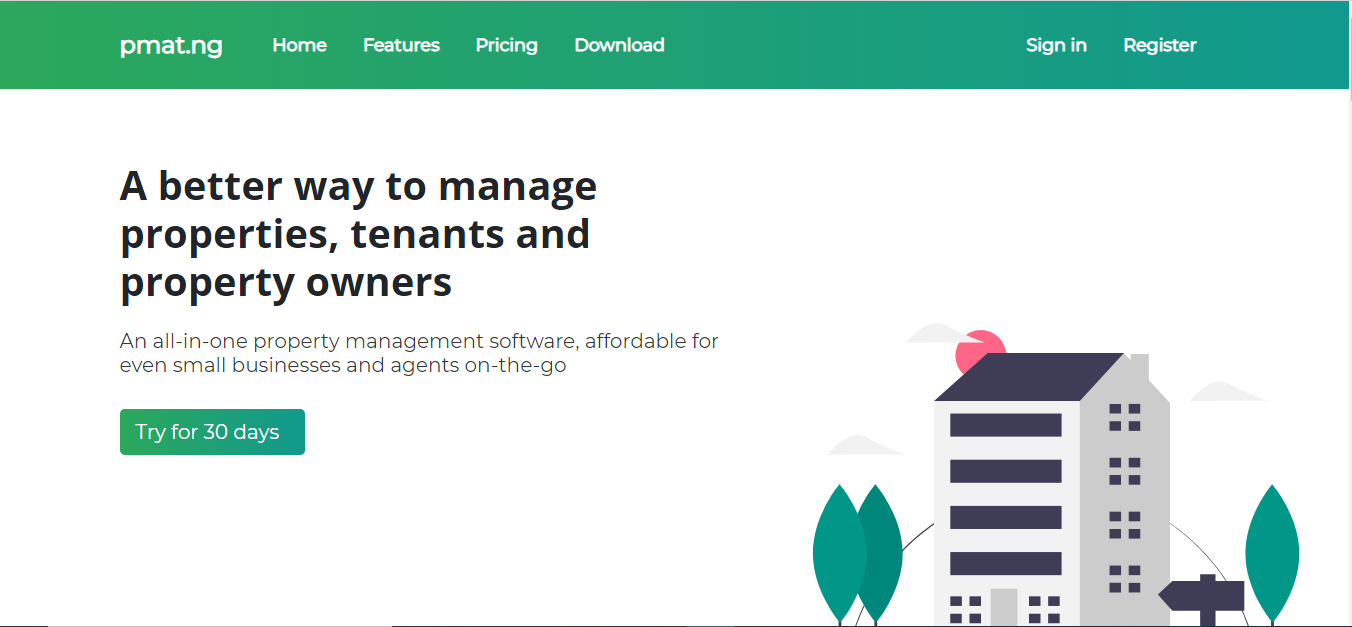 pmat.ng Home Features Pricing Download Sign in Register
A better way to manage
properties, tenants and
property owners
An all-in-one property management software, affordable for
even small businesses and agents on-the-go
Try for 30 days